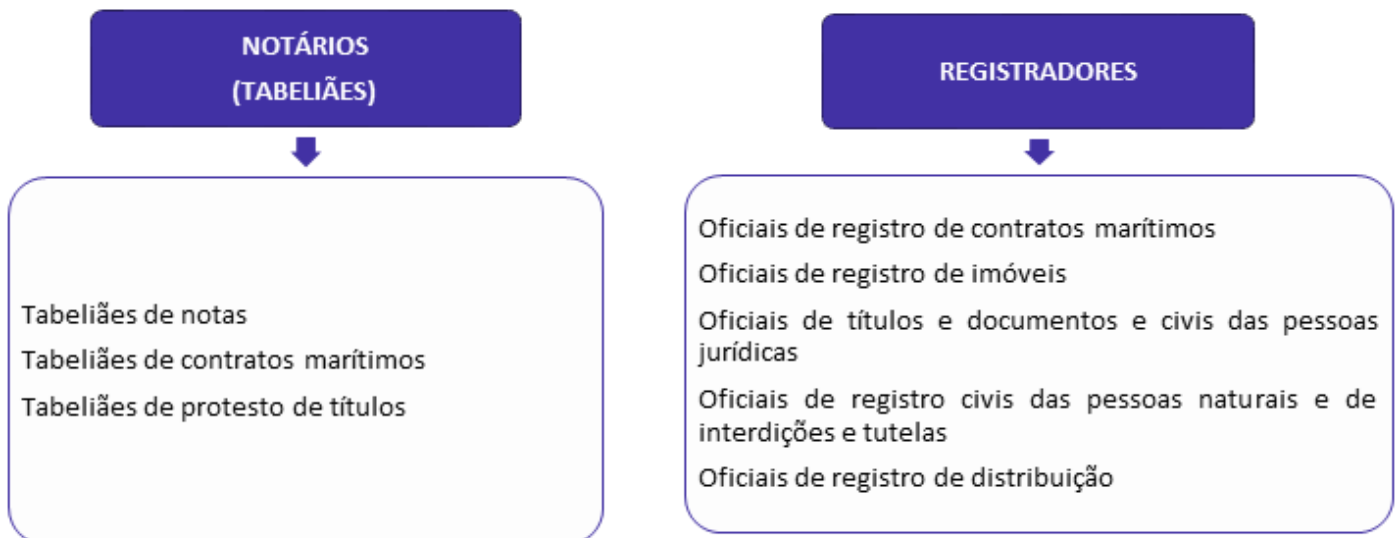 NOTÁRIOS
(TABELIÃES)
Tabeliães de notas
Tabeliães de contratos marítimos
Tabeliães de protesto de títulos
REGISTRADORES
Oficiais de registro de contratos marítimos
Oficiais de registro de imóveis
Oficiais de títulos e documentos e civis das pessoas
jurídicas
Oficiais de registro civis das pessoas naturais e de
interdições e tutelas
Oficiais de registro de distribuição